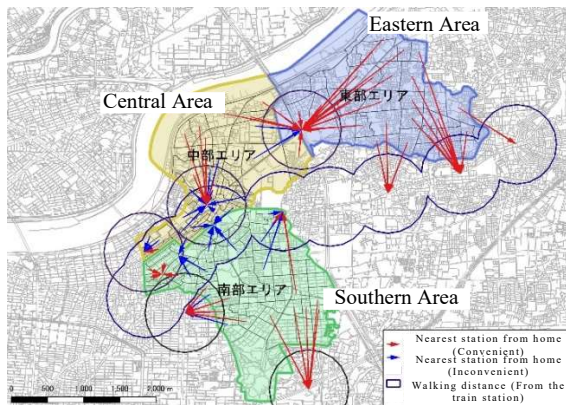 Eastern Area
東部エリア
Central Area
中部エリア
南部エリア
Southern Area
Nearest station from home
(Convenient)
Nearest station from home
(Inconvenient)
Walking distance (From the
train station)
0 500 1,000 2,000 m